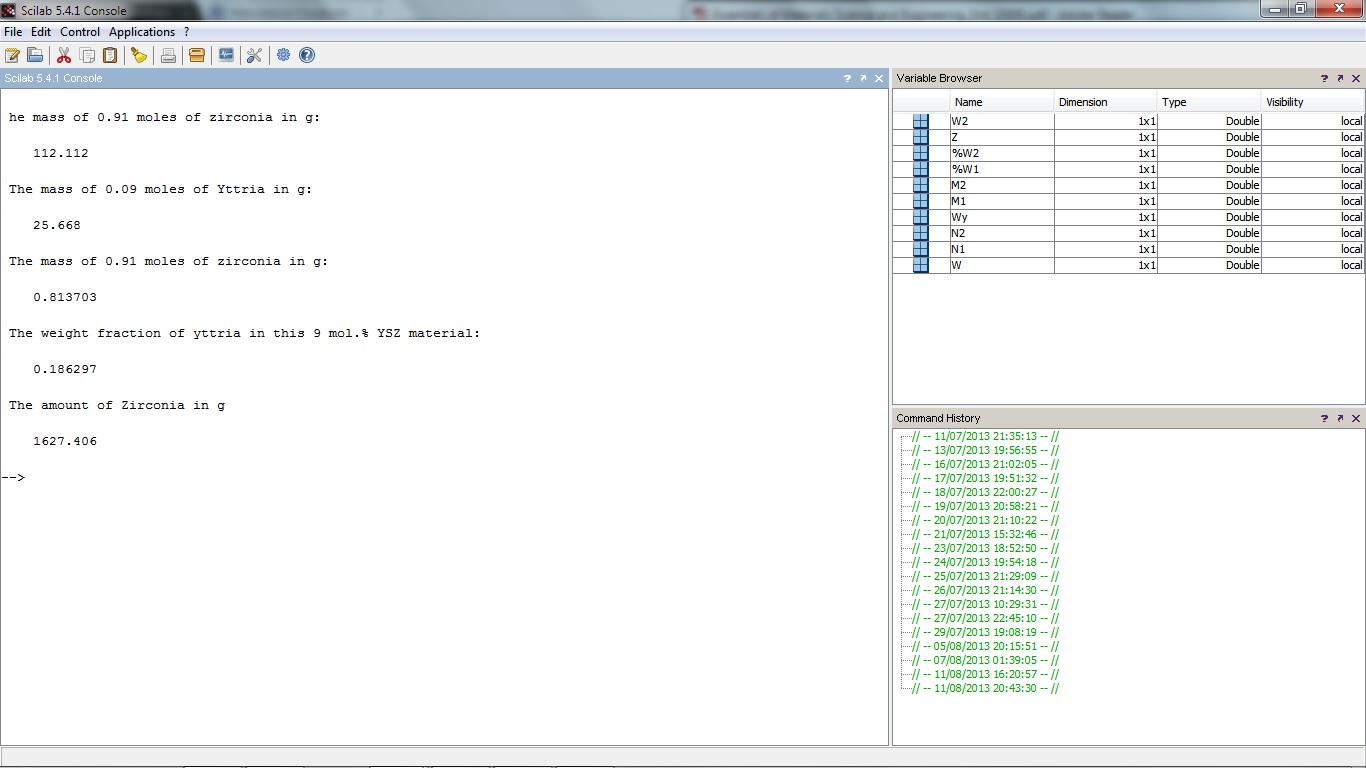 Scilab 5.4.1 Console
File Edit Control Applications ?
Scilab 5.4.1 Console
he mass of 0.91 moles of zirconia in g:
112.112
The mass of 0.09 moles of Yttria in g:
25.668
The mass of 0.91 moles of zirconia in g:
0.813703
The weight fraction of yttria in this 9 mol.% YSZ material:
0.186297
The amount of Zirconia in g
1627.406
-->
Variable Browser
Name Dimension Type Visibility
W2 1x1 Double local
Z 1x1 Double local
%W2 1x1 Double local
%W1 1x1 Double local
M2 1x1 Double local
M1 1x1 Double local
Wy 1x1 Double local
N2 1x1 Double local
N1 1x1 Double local
W 1x1 Double local
Command History
// -- 11/07/2013 21:35:13 -- //
// -- 13/07/2013 19:56:55 -- //
// -- 16/07/2013 21:02:05 -- //
// -- 17/07/2013 19:51:32 -- //
// -- 18/07/2013 22:00:27 -- //
// -- 19/07/2013 20:58:21 -- //
// -- 20/07/2013 21:10:22 -- //
// -- 21/07/2013 15:32:46 -- //
// -- 23/07/2013 18:52:50 -- //
// -- 24/07/2013 19:54:18 -- //
// -- 25/07/2013 21:29:09 -- //
// -- 26/07/2013 21:14:30 -- //
// -- 27/07/2013 10:29:31 -- //
// -- 27/07/2013 22:45:10 -- //
// -- 29/07/2013 19:08:19 -- //
// -- 05/08/2013 20:15:51 -- //
// -- 07/08/2013 01:39:05 -- //
// -- 11/08/2013 16:20:57 -- //
// -- 11/08/2013 20:43:30 -- //